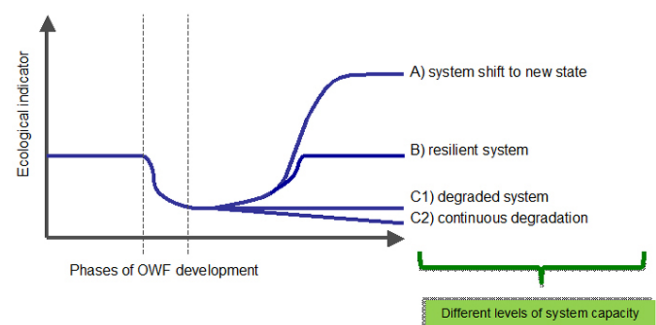 Ecological indicator
A) system shift to new state
B) resilient system
C1) degraded system
C2) continuous degradation
Phases of OWF development
Different levels of system capacity